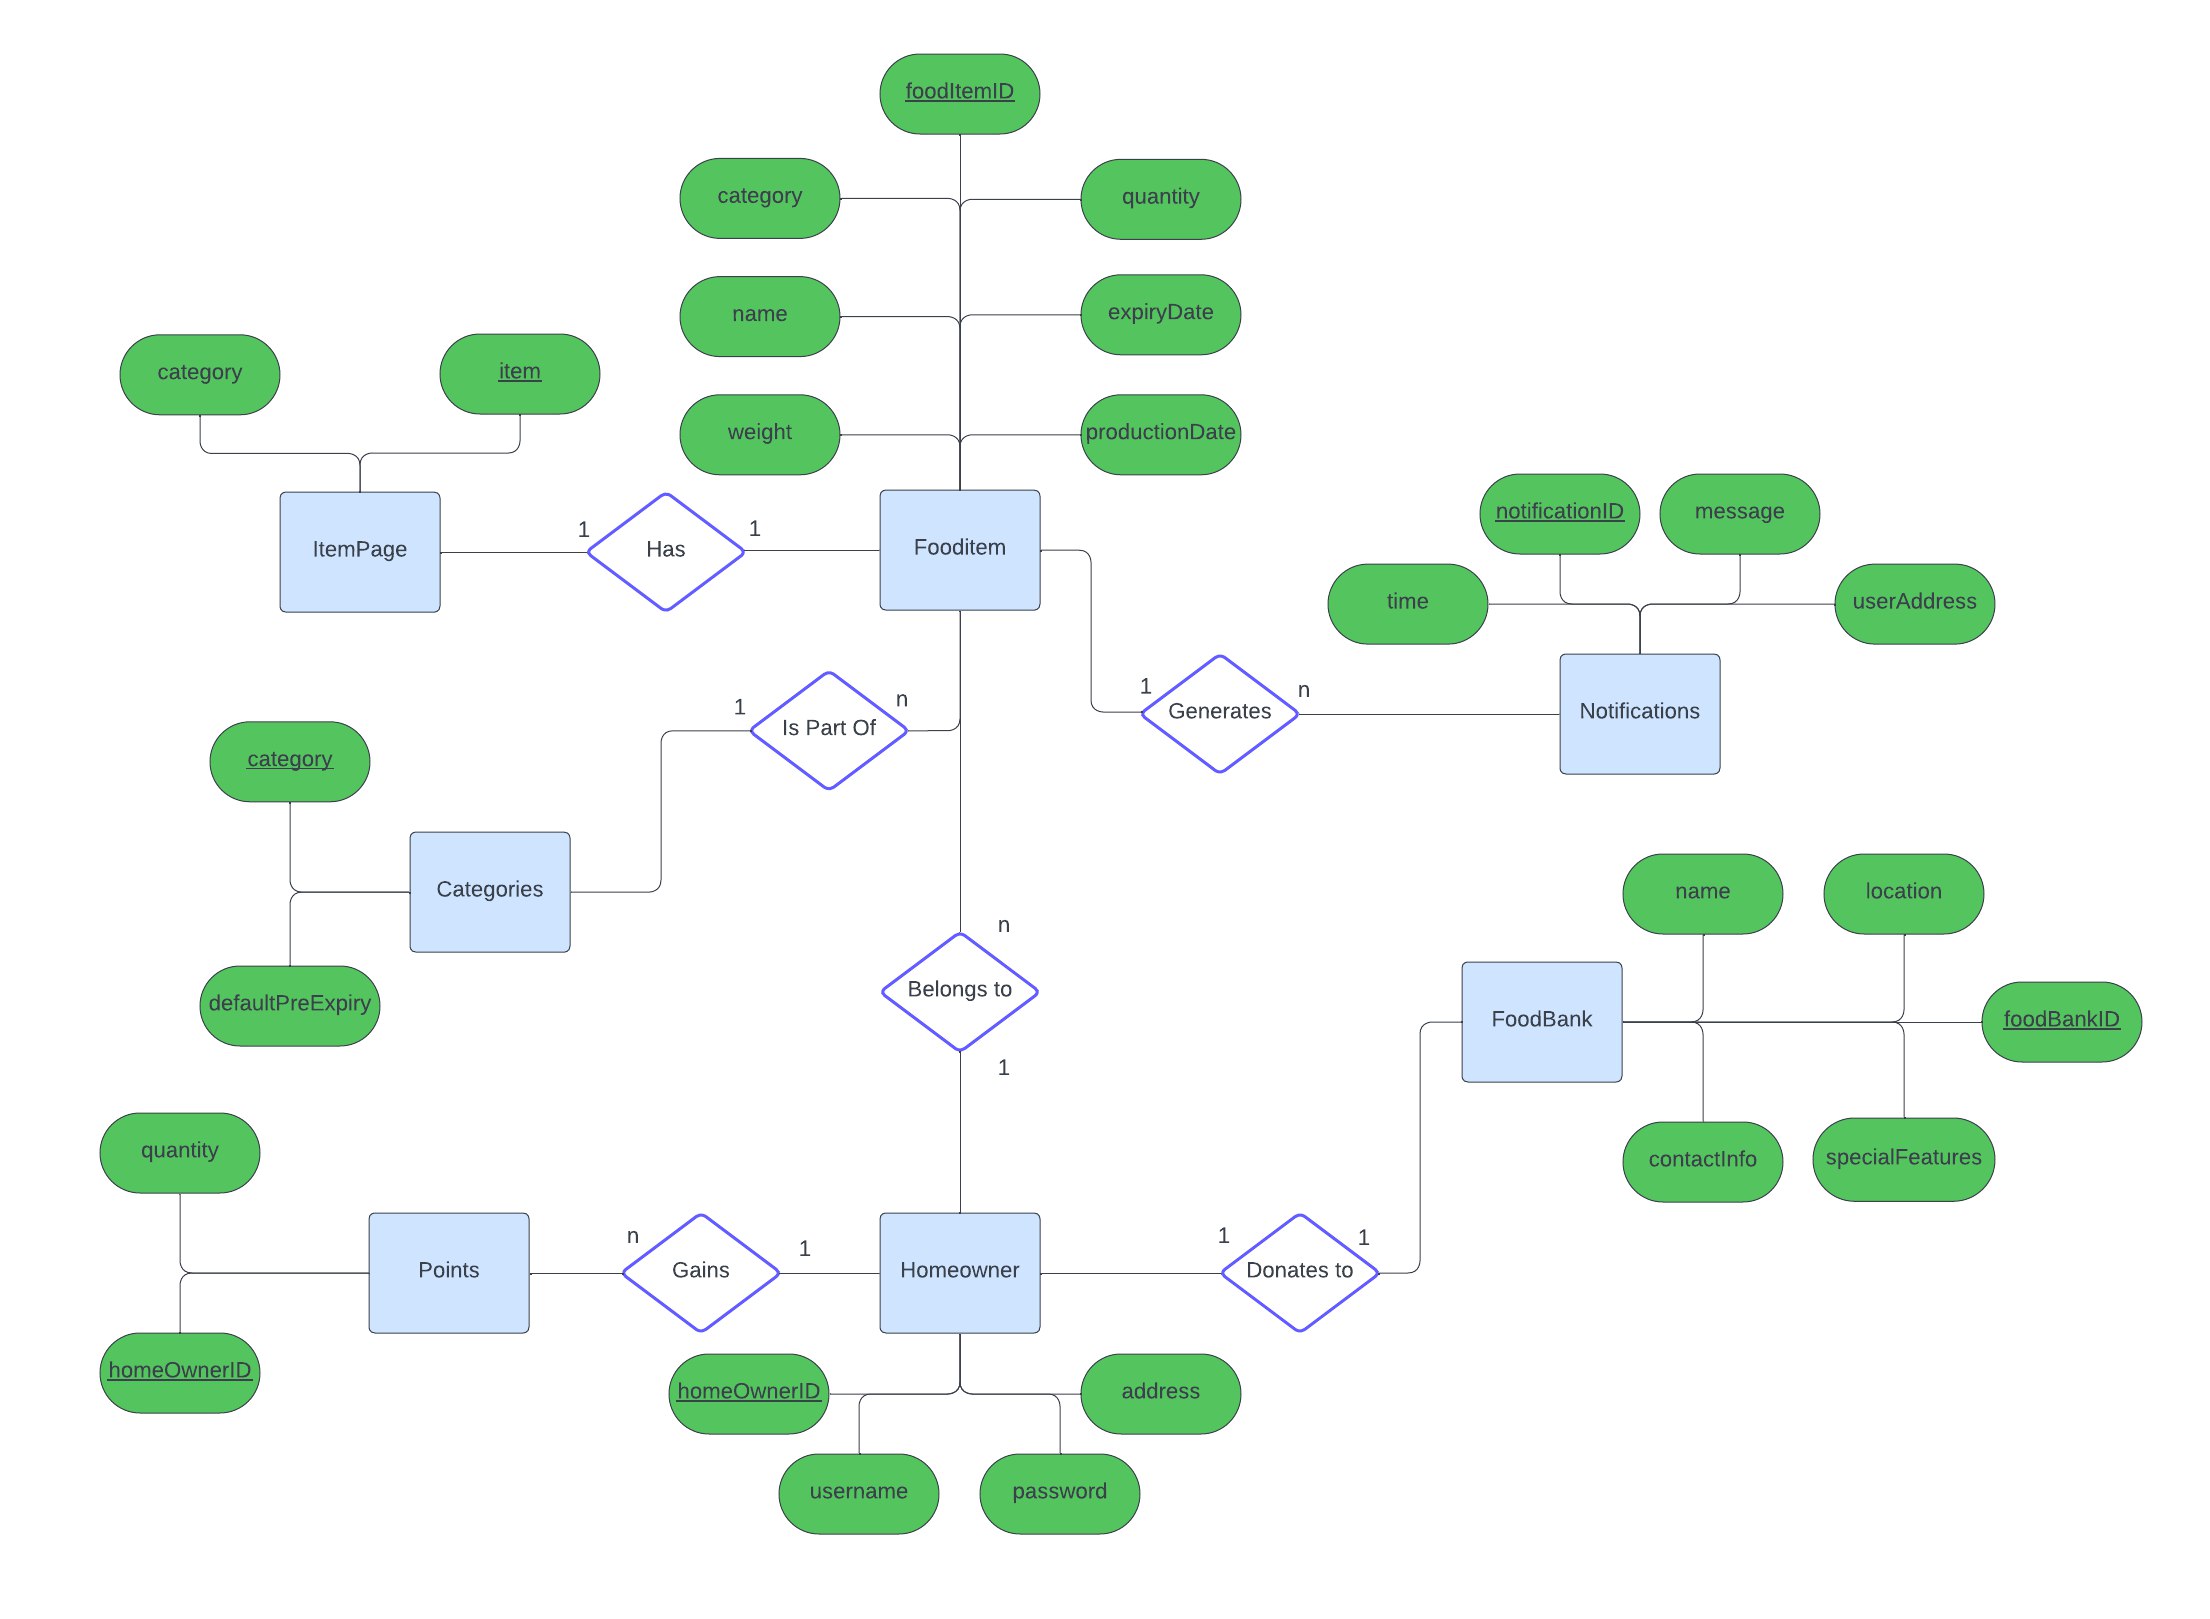 foodItemID
category
quantity
name
expiryDate
category
item
weight
productionDate
notificationID
message
1
1
ItemPage
Has
Fooditem
time
userAddress
1
n
1
n
Is Part Of
Generates
Notifications
category
Categories
name
location
n
defaultPreExpiry
Belongs to
FoodBank
foodBankID
1
quantity
contactInfo
specialFeatures
n
1
1
1
Points
Gains
Homeowner
Donates to
homeOwnerID
homeOwnerID
address
username
password